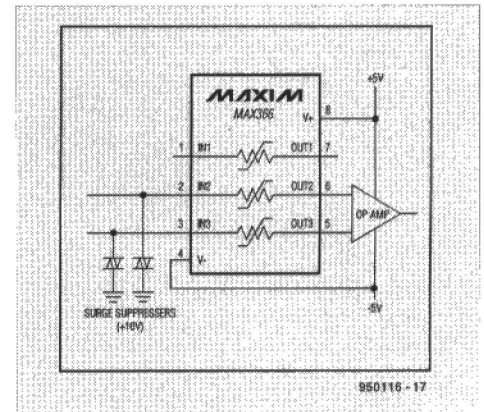 +5V
MAXIM
MAX366
V+ 8
1 IN1 OUT1 7
2 IN2 OUT2 6
3 IN3 OUT3 5
OP AMP
4 V-
-5V
SURGE SUPPRESSERS
(+10V)
950116 - 17